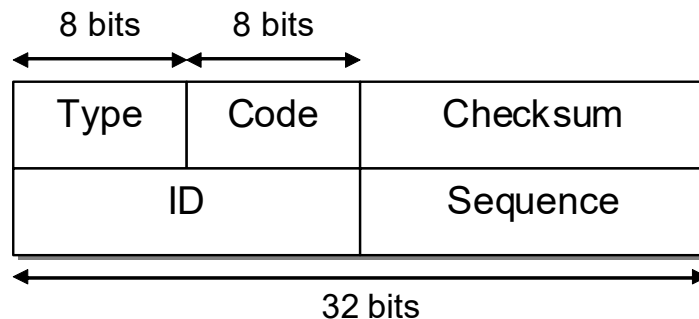 8 bits 8 bits
Type Code Checksum
ID Sequence
32 bits